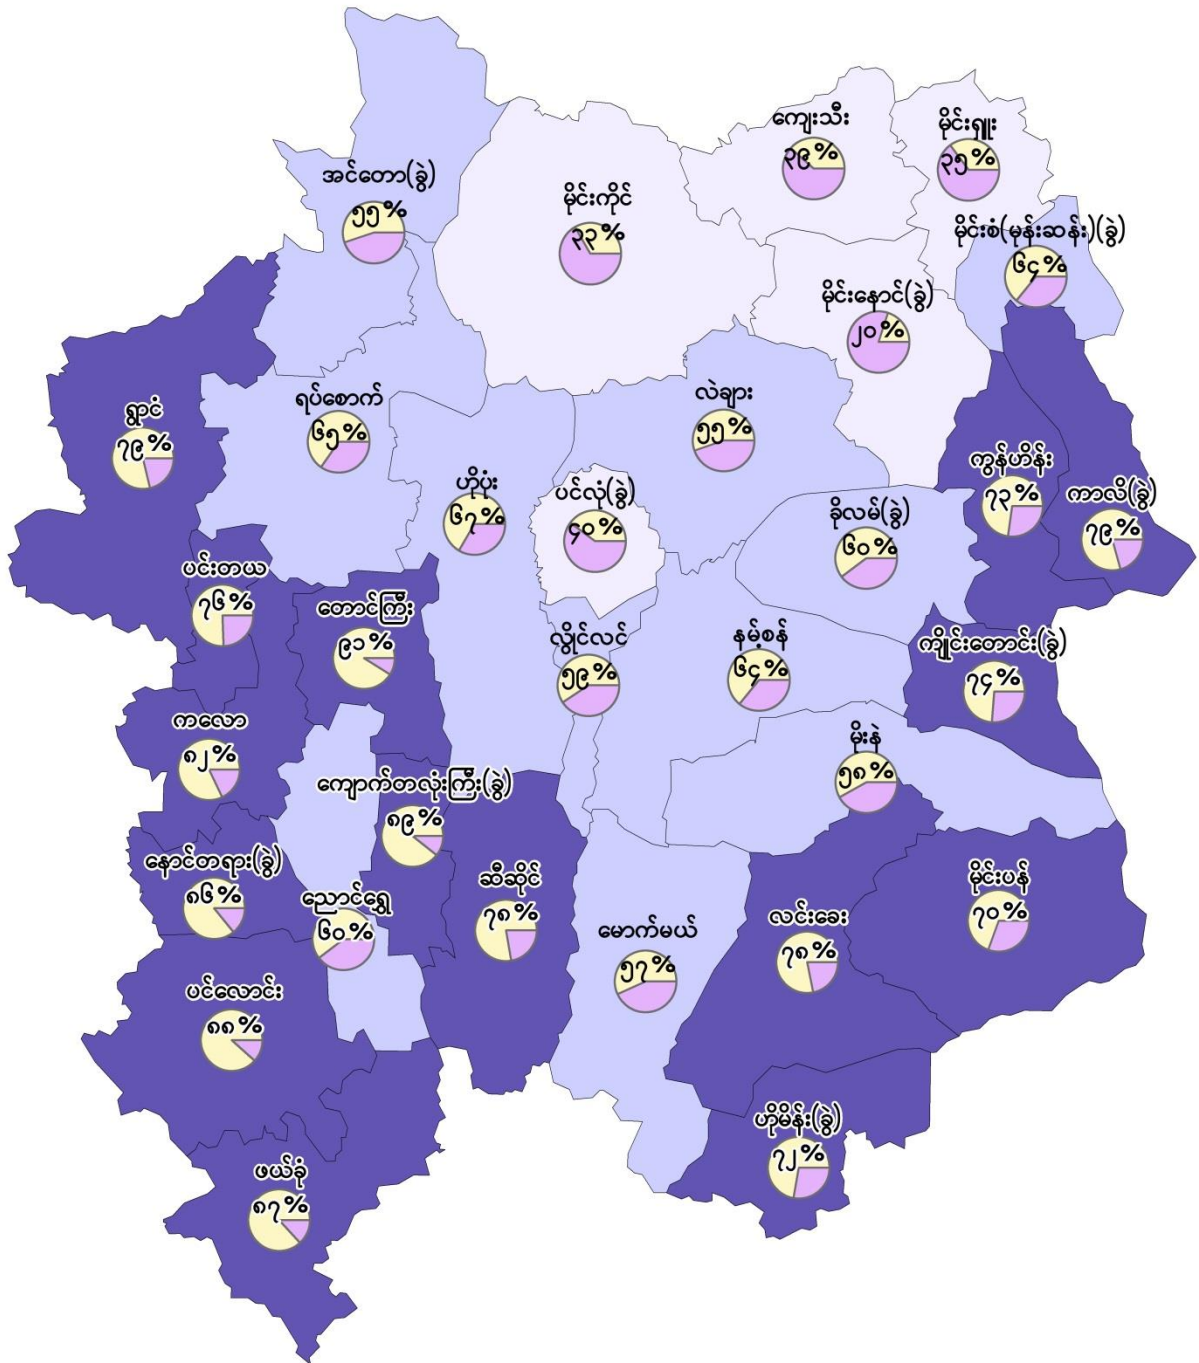 ကျေးသီး
၃၉%
မိုင်းရှူး
၃၅%
အင်တော(ခွဲ)
၅၅%
မိုင်းကိုင်
၃၃%
မိုင်းစံ(မုန်းဆန်း)(ခွဲ)
၆၄%
မိုင်းနောင်(ခွဲ)
၂၀%
ရွာငံ
၇၉%
ရပ်စောက်
၆၅%
လဲချား
၅၅%
ဟိုပုံး
၆၇%
ပင်လုံ(ခွဲ)
၄၀%
ခိုလမ်(ခွဲ)
၆၀%
ကွန်ဟိန်း
၇၃%
ကာလိ(ခွဲ)
၇၉%
ပင်းတယ
၇၆%
တောင်ကြီး
၉၁%
လွိုင်လင်
၅၉%
နမ့်စန်
၆၄%
ကျိုင်းတောင်း(ခွဲ)
၇၄%
ကလော
၈၂%
မိုးနဲ
၅၈%
ကျောက်တလုံးကြီး(ခွဲ)
၈၉%
နောင်တရား(ခွဲ)
၈၆%
ညောင်ရွှေ
၆၀%
ဆီဆိုင်
၇၈%
မောက်မယ်
၅၇%
လင်းခေး
၇၈%
မိုင်းပန်
၇၀%
ပင်လောင်း
၈၈%
ဟိုမိန်း(ခွဲ)
၇၂%
ဖယ်ခုံ
၈၇%